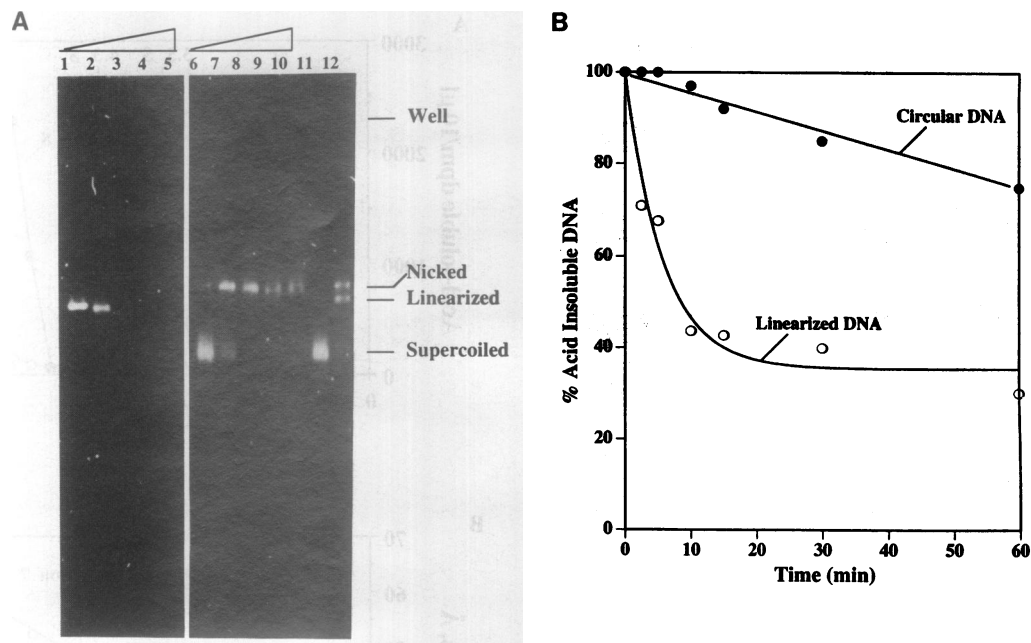 A
1 2 3 4 5 6 7 8 9 10 11 12
Well
Nicked
Linearized
Supercoiled
B
% Acid Insoluble DNA
100
80
60
40
20
0
Circular DNA
Linearized DNA
0 10 20 30 40 50 60
Time (min)